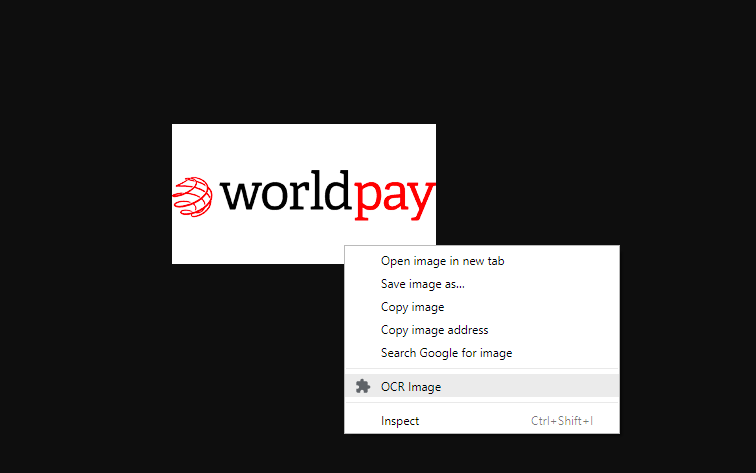 worldpay
Open image in new tab
Save image as...
Copy image
Copy image address
Search Google for image
OCR Image
Inspect Ctrl+Shift+I